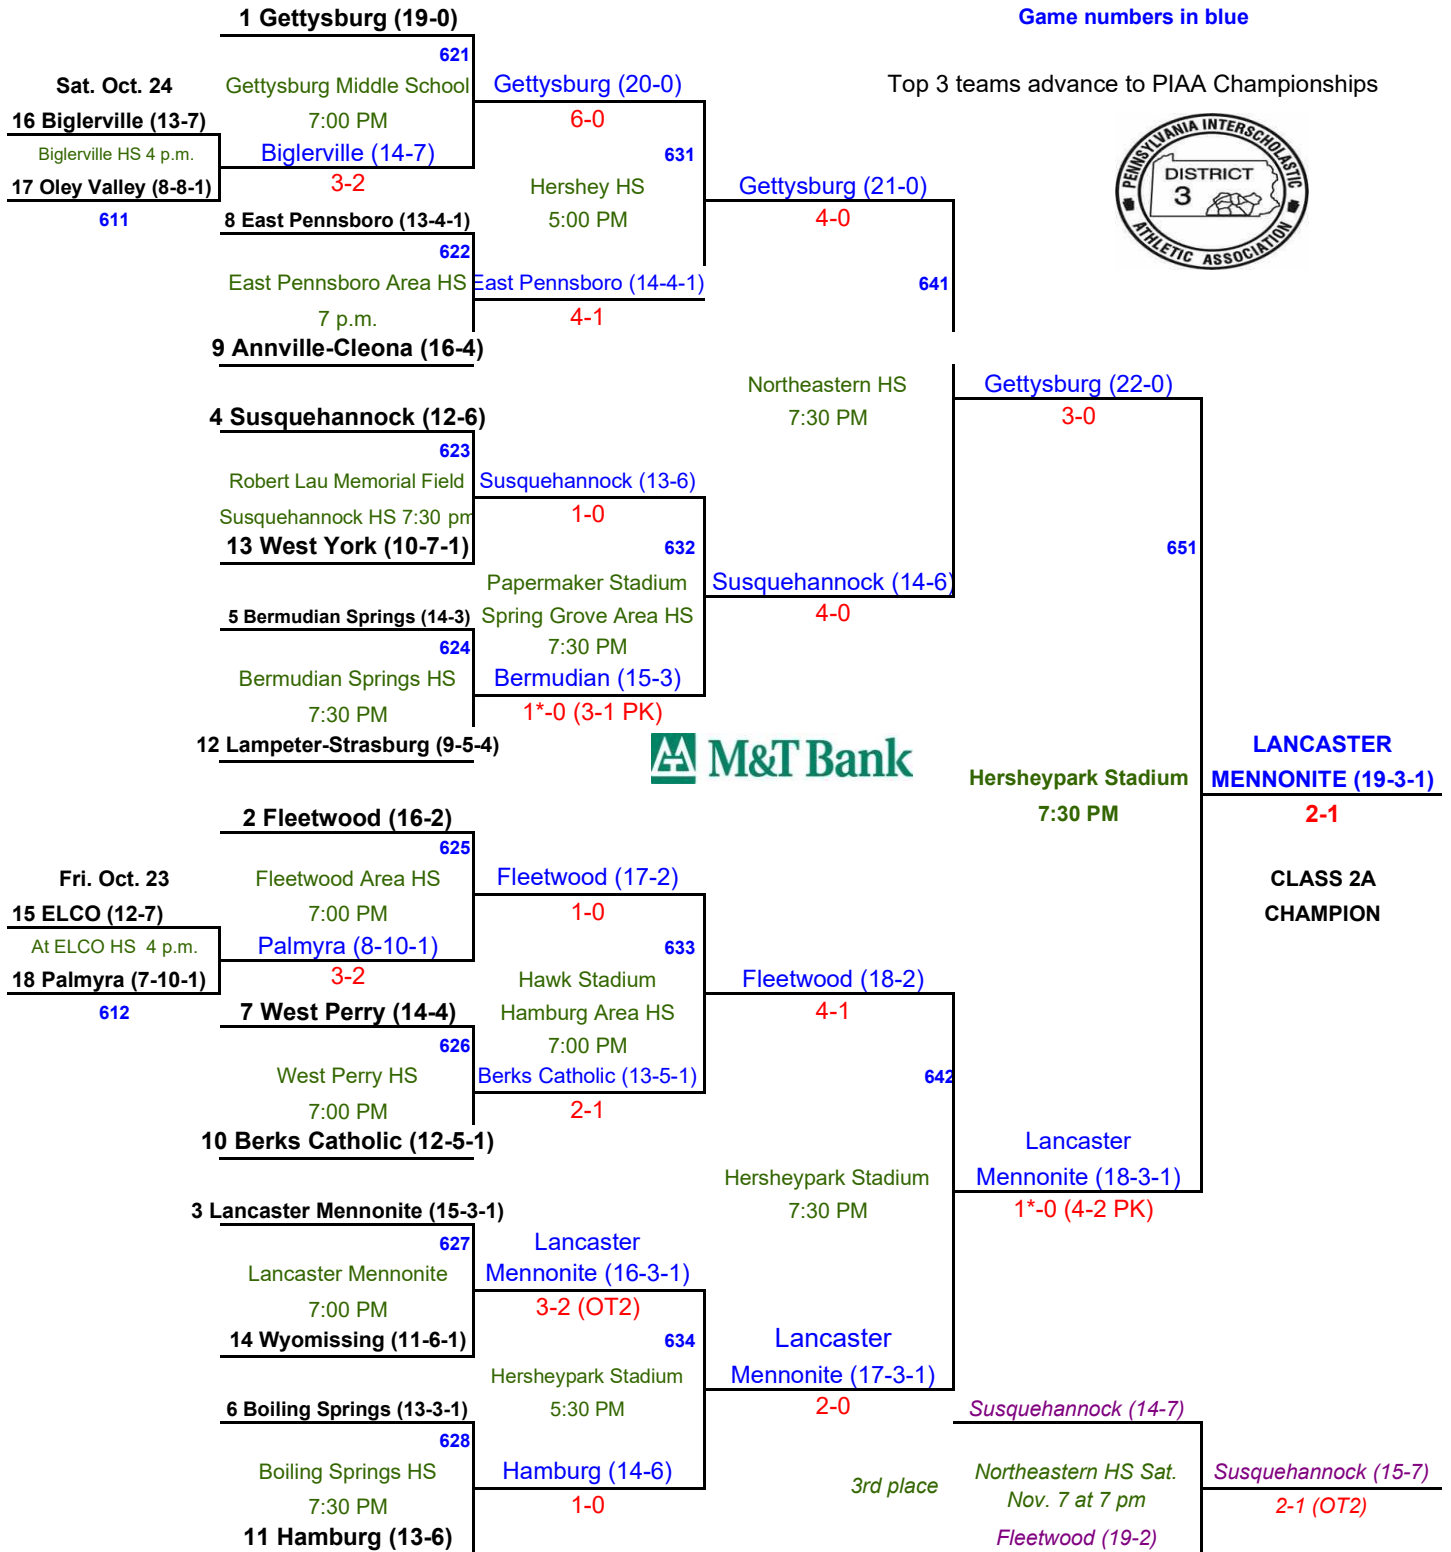 1 Gettysburg (19-0)
Game numbers in blue
621
Sat. Oct. 24
Gettysburg Middle School
Gettysburg (20-0)
Top 3 teams advance to PIAA Championships
16 Biglerville (13-7)
7:00 PM
6-0
Biglerville HS 4 p.m.
Biglerville (14-7)
631
PENNSYLVANIA INTERSCHOLASTIC
DISTRICT
3
ATHLETIC ASSOCIATION
17 Oley Valley (8-8-1)
3-2
Hershey HS
Gettysburg (21-0)
611
8 East Pennsboro (13-4-1)
5:00 PM
4-0
622
East Pennsboro Area HS
East Pennsboro (14-4-1)
641
7 p.m.
4-1
9 Annville-Cleona (16-4)
Northeastern HS
Gettysburg (22-0)
4 Susquehannock (12-6)
7:30 PM
3-0
623
Robert Lau Memorial Field
Susquehannock (13-6)
Susquehannock HS 7:30 pm
1-0
13 West York (10-7-1)
632
651
Papermaker Stadium
Susquehannock (14-6)
5 Bermudian Springs (14-3)
Spring Grove Area HS
4-0
624
7:30 PM
Bermudian Springs HS
Bermudian (15-3)
7:30 PM
1*-0 (3-1 PK)
12 Lampeter-Strasburg (9-5-4)
M&T Bank
LANCASTER
Hersheypark Stadium
MENNONITE (19-3-1)
2 Fleetwood (16-2)
7:30 PM
2-1
625
Fri. Oct. 23
Fleetwood Area HS
Fleetwood (17-2)
CLASS 2A
15 ELCO (12-7)
7:00 PM
1-0
CHAMPION
At ELCO HS 4 p.m.
Palmyra (8-10-1)
633
18 Palmyra (7-10-1)
3-2
Hawk Stadium
Fleetwood (18-2)
612
7 West Perry (14-4)
Hamburg Area HS
4-1
626
7:00 PM
West Perry HS
Berks Catholic (13-5-1)
642
7:00 PM
2-1
10 Berks Catholic (12-5-1)
Lancaster
Hersheypark Stadium
Mennonite (18-3-1)
3 Lancaster Mennonite (15-3-1)
7:30 PM
1*-0 (4-2 PK)
627
Lancaster
Lancaster Mennonite
Mennonite (16-3-1)
7:00 PM
3-2 (OT2)
14 Wyomissing (11-6-1)
634
Lancaster
Hersheypark Stadium
Mennonite (17-3-1)
6 Boiling Springs (13-3-1)
5:30 PM
2-0
Susquehannock (14-7)
628
Boiling Springs HS
Hamburg (14-6)
3rd place
Northeastern HS Sat.
Susquehannock (15-7)
7:30 PM
1-0
Nov. 7 at 7 pm
2-1 (OT2)
11 Hamburg (13-6)
Fleetwood (19-2)